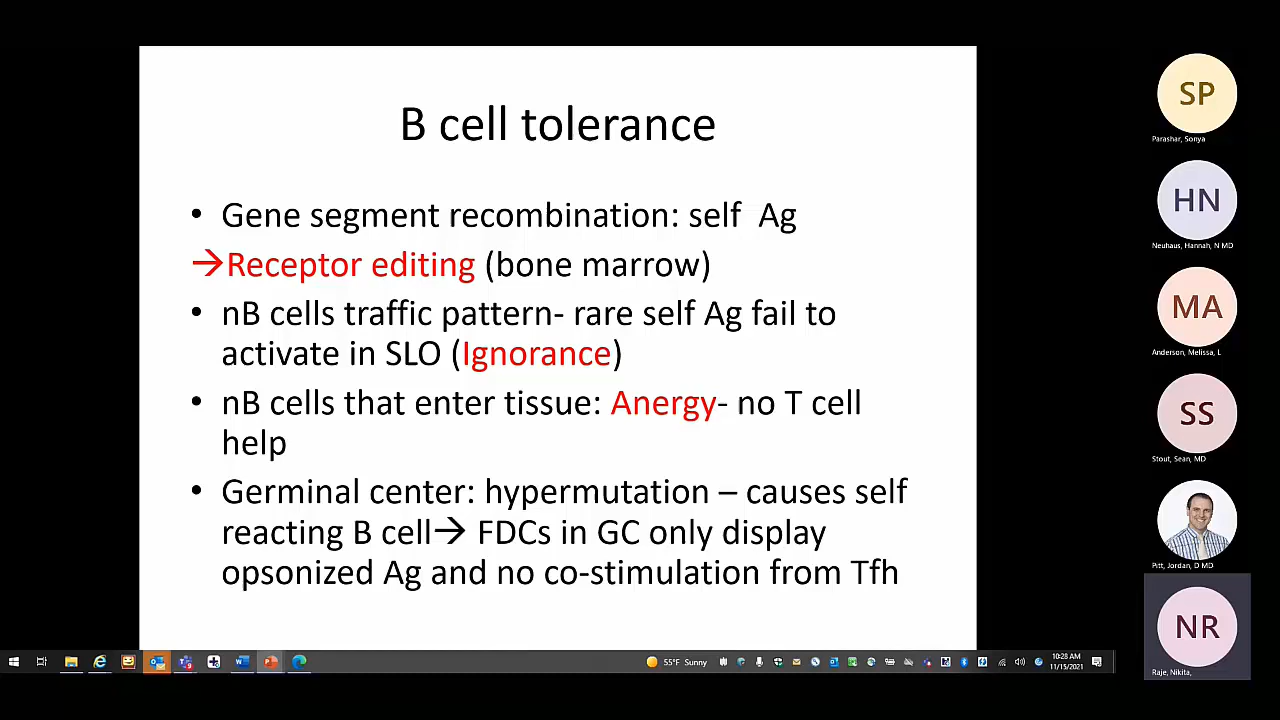 B cell tolerance
• Gene segment recombination: self Ag
→Receptor editing (bone marrow)
• nB cells traffic pattern- rare self Ag fail to
activate in SLO (Ignorance)
• nB cells that enter tissue: Anergy- no T cell
help
• Germinal center: hypermutation – causes self
reacting B cell→ FDCs in GC only display
opsonized Ag and no co-stimulation from Tfh
SP
Parashar, Sonya
HN
Neuhaus, Hannah, N MD
MA
Anderson, Melissa, L
SS
Stout, Sean, MD
Pitt, Jordan, D MD
NR
Raje, Nikita,
55°F Sunny
10:28 AM
11/15/2021